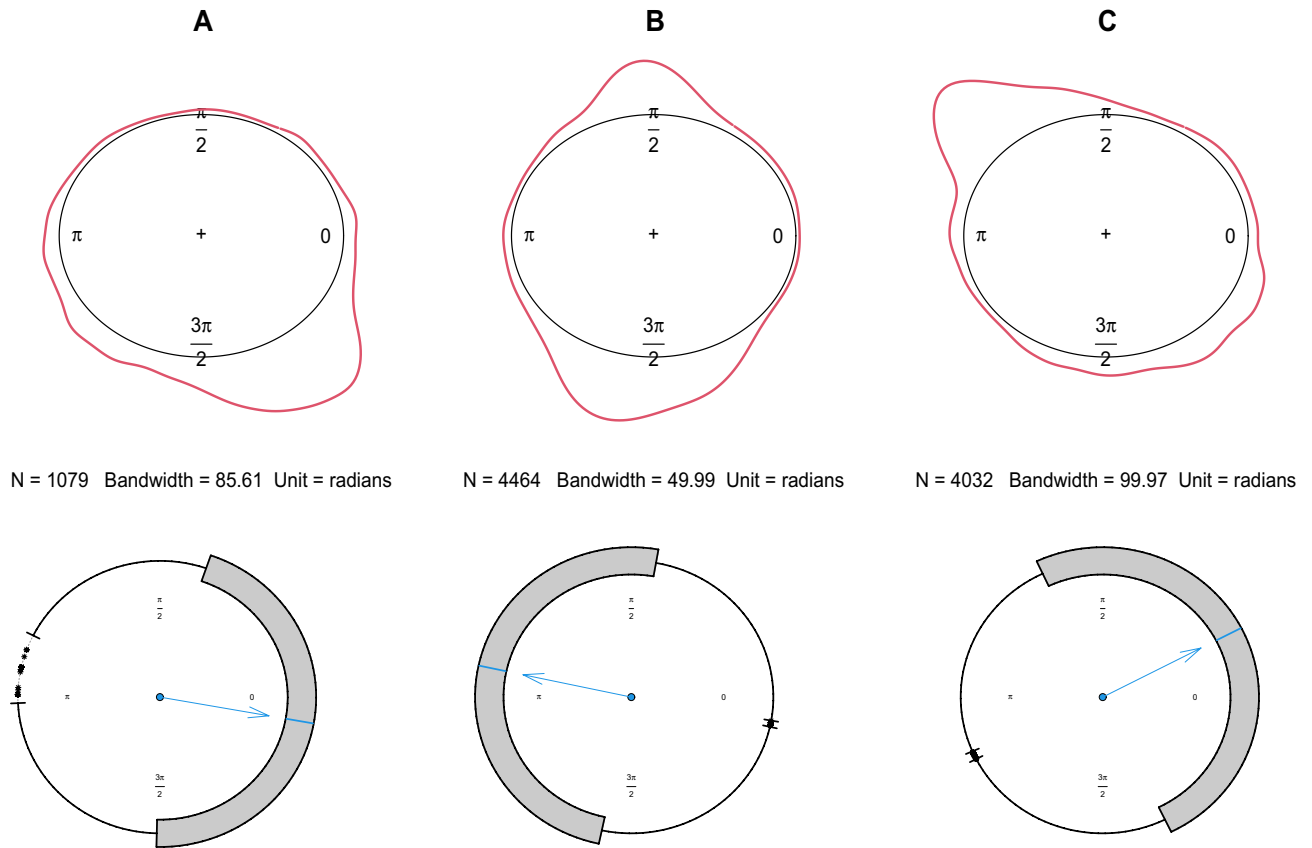 A
B
C
π/2
π + 0
3π/2
π/2
π + 0
3π/2
π/2
π + 0
3π/2
N = 1079 Bandwidth = 85.61 Unit = radians
N = 4464 Bandwidth = 49.99 Unit = radians
N = 4032 Bandwidth = 99.97 Unit = radians
π/2
π 0
3π/2
π/2
π 0
3π/2
π/2
π 0
3π/2